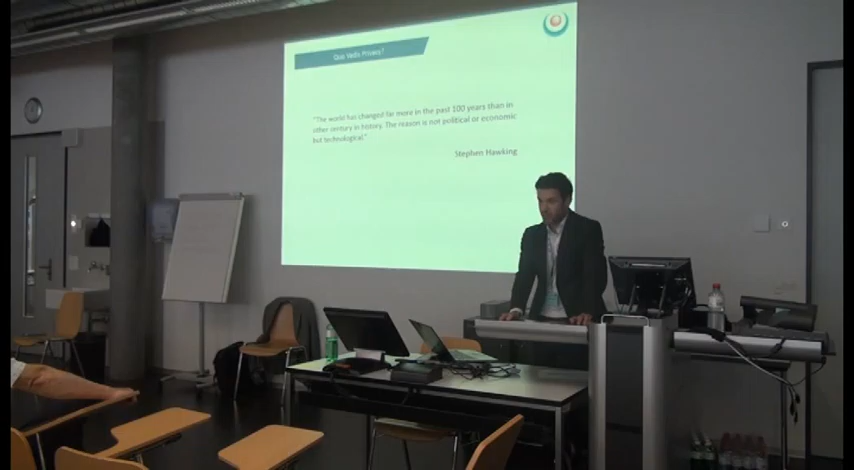 Quo Vadis Privacy?
"The world has changed far more in the past 100 years than in
other century in history. The reason is not political or economic
but technological."
Stephen Hawking